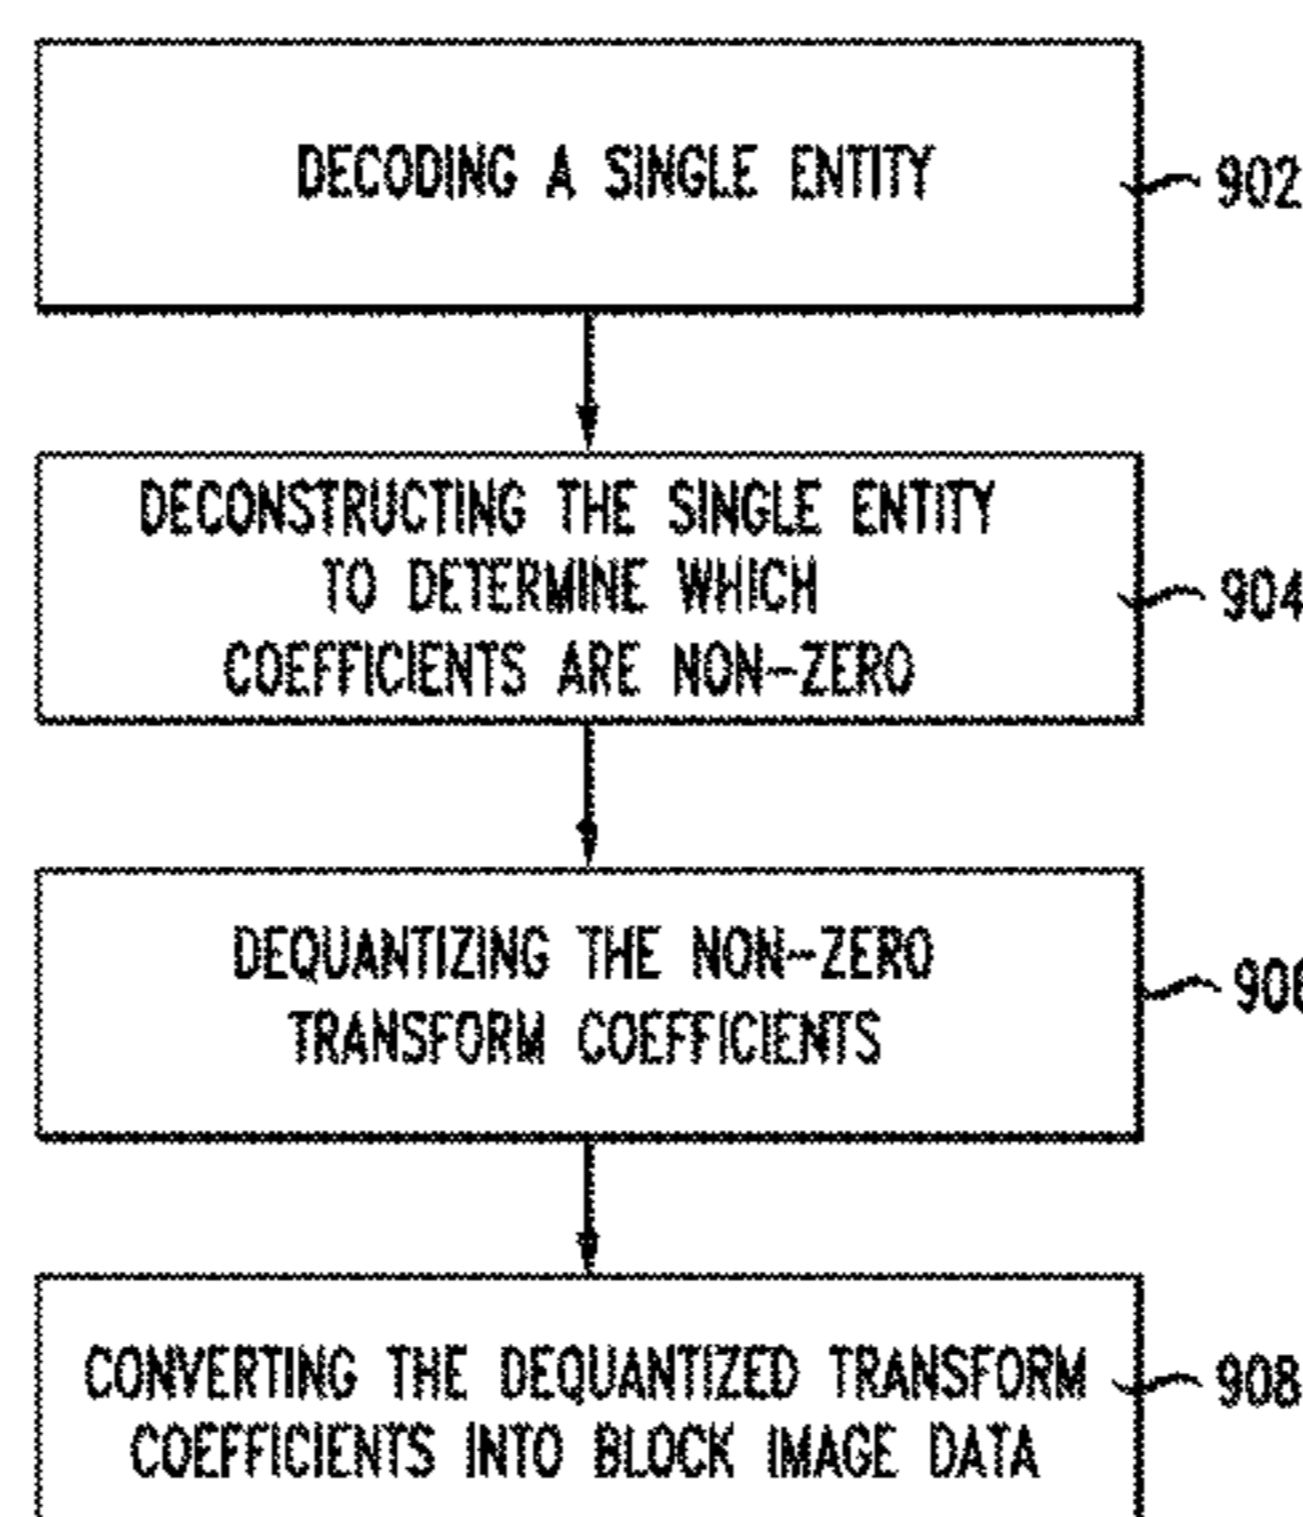 DECODING A SINGLE ENTITY
902
DECONSTRUCTING THE SINGLE ENTITY
TO DETERMINE WHICH
COEFFICIENTS ARE NON-ZERO
904
DEQUANTIZING THE NON-ZERO
TRANSFORM COEFFICIENTS
906
CONVERTING THE DEQUANTIZED TRANSFORM
COEFFICIENTS INTO BLOCK IMAGE DATA
908